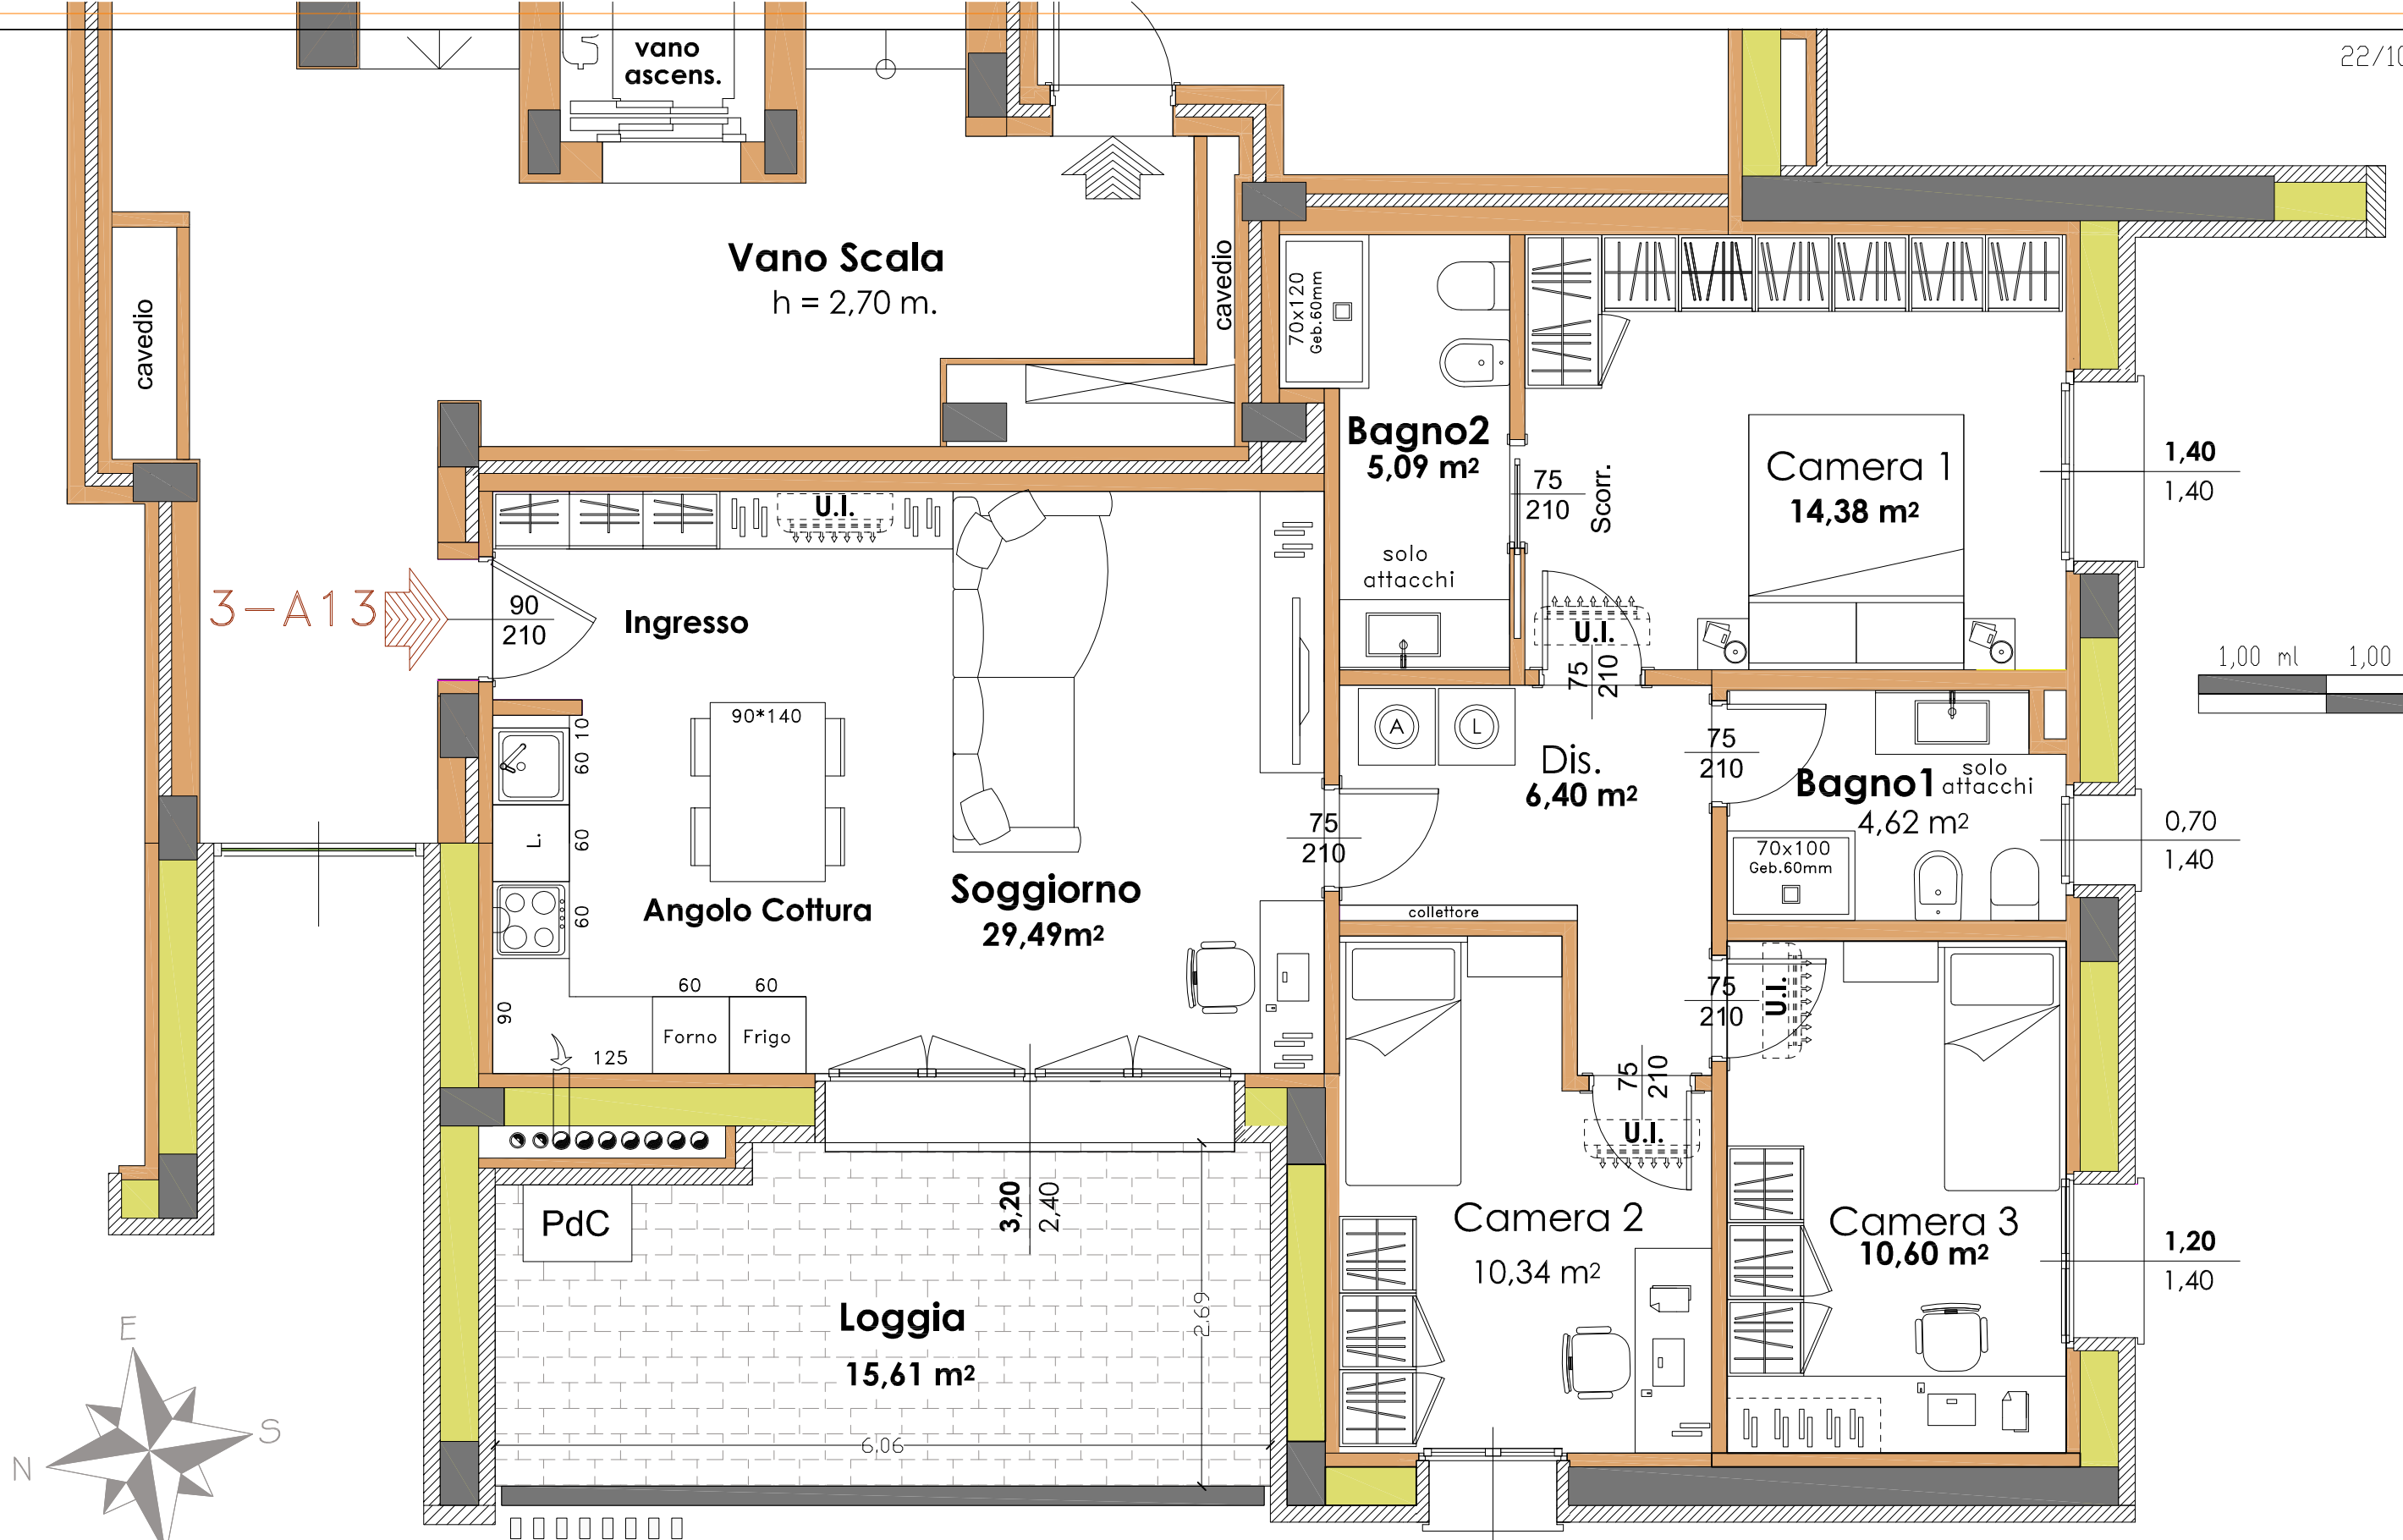 vano
ascens.
22/10
Vano Scala
h = 2,70 m.
cavedio
cavedio
70x120
Geb.60mm
Bagno2
5,09 m²
75
210
Scorr.
Camera 1
14,38 m²
1,40
1,40
solo
attacchi
U.I.
3-A13
90
210
Ingresso
U.I.
75
210
1,00 ml
1,00
90*140
10
60
60
60
L.
A
L
Dis.
6,40 m²
75
210
Bagno1
4,62 m²
solo
attacchi
0,70
1,40
75
210
70x100
Geb.60mm
Angolo Cottura
Soggiorno
29,49m²
collettore
90
125
60
60
Forno
Frigo
75
210
U.I.
75
210
U.I.
PdC
3,20
2,40
2,69
Loggia
15,61 m²
6,06
Camera 2
10,34 m²
Camera 3
10,60 m²
1,20
1,40
E
S
N